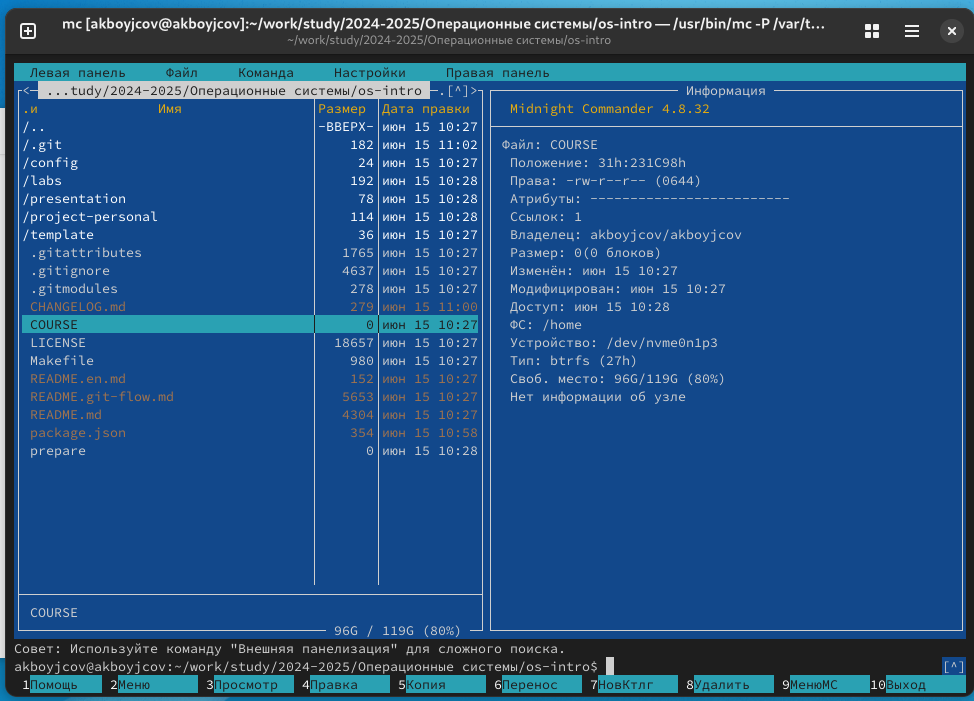 mc [akboyjcov@akboyjcov]:~/work/study/2024-2025/Операционные системы/os-intro — /usr/bin/mc -P /var/t…
~/work/study/2024-2025/Операционные системы/os-intro
Левая панель Файл Команда Настройки Правая панель
<— ...tudy/2024-2025/Операционные системы/os-intro —.[^]>
.и Имя Размер Дата правки
/.. -ВВЕРХ- июн 15 10:27
/.git 182 июн 15 11:02
/config 24 июн 15 10:27
/labs 192 июн 15 10:28
/presentation 78 июн 15 10:28
/project-personal 114 июн 15 10:28
/template 36 июн 15 10:27
.gitattributes 1765 июн 15 10:27
.gitignore 4637 июн 15 10:27
.gitmodules 278 июн 15 10:27
CHANGELOG.md 279 июн 15 11:00
COURSE 0 июн 15 10:27
LICENSE 18657 июн 15 10:27
Makefile 980 июн 15 10:27
README.en.md 152 июн 15 10:27
README.git-flow.md 5653 июн 15 10:27
README.md 4304 июн 15 10:27
package.json 354 июн 15 10:58
prepare 0 июн 15 10:28
COURSE
96G / 119G (80%)
Информация
Midnight Commander 4.8.32
Файл: COURSE
Положение: 31h:231C98h
Права: -rw-r--r-- (0644)
Атрибуты: -------------------------
Ссылок: 1
Владелец: akboyjcov/akboyjcov
Размер: 0(0 блоков)
Изменён: июн 15 10:27
Модифицирован: июн 15 10:27
Доступ: июн 15 10:28
ФС: /home
Устройство: /dev/nvme0n1p3
Тип: btrfs (27h)
Своб. место: 96G/119G (80%)
Нет информации об узле
Совет: Используйте команду "Внешняя панелизация" для сложного поиска.
akboyjcov@akboyjcov:~/work/study/2024-2025/Операционные системы/os-intro$ [^]
1Помощь 2Меню 3Просмотр 4Правка 5Копия 6Перенос 7НовКтлг 8Удалить 9МенюMC 10Выход